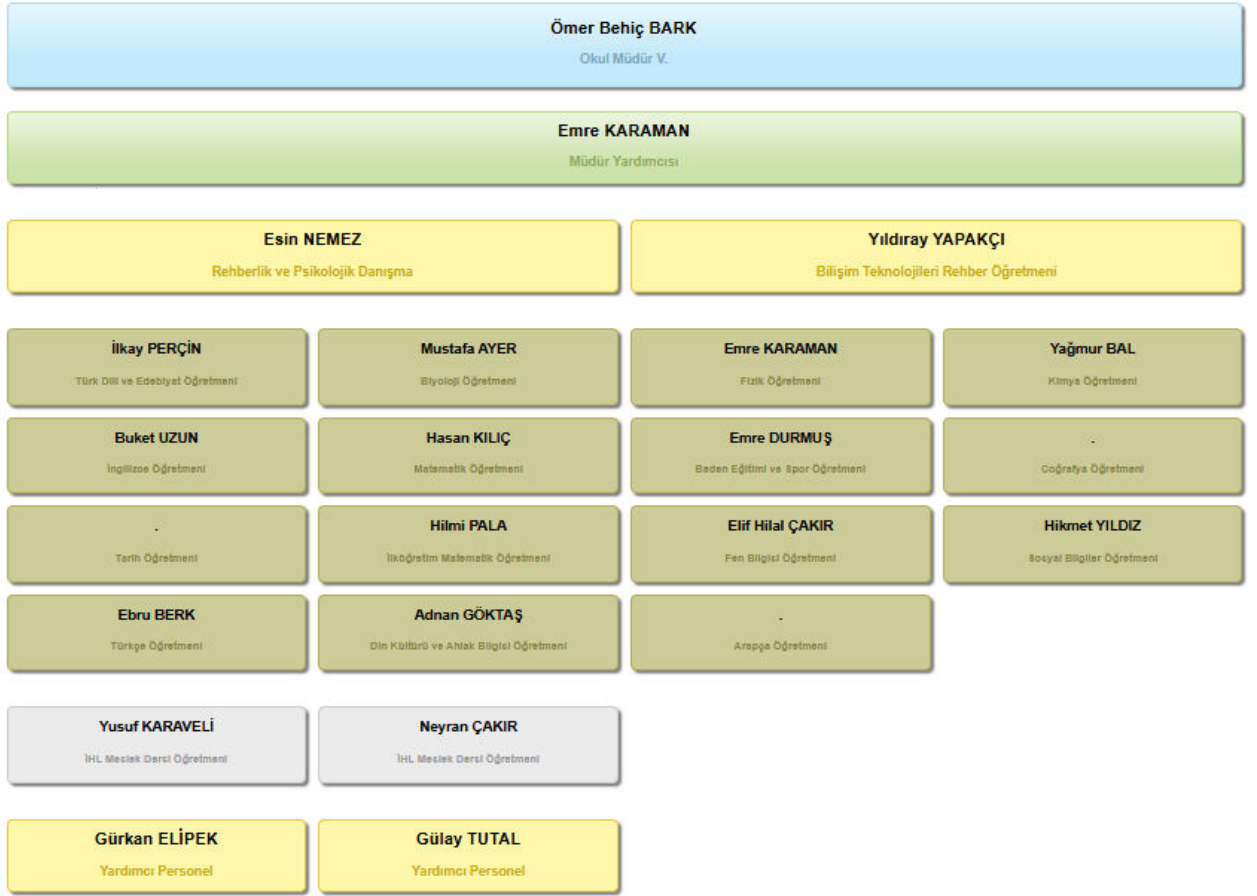 Ömer Behiç BARK
Okul Müdür V.
Emre KARAMAN
Müdür Yardımcısı
Esin NEMEZ
Rehberlik ve Psikolojik Danışma
Yıldıray YAPAKÇI
Bilişim Teknolojileri Rehber Öğretmeni
İlkay PERÇİN
Türk Dili ve Edebiyat Öğretmeni
Mustafa AYER
Biyoloji Öğretmeni
Emre KARAMAN
Fizik Öğretmeni
Yağmur BAL
Kimya Öğretmeni
Buket UZUN
İngilizce Öğretmeni
Hasan KILIÇ
Matematik Öğretmeni
Emre DURMUŞ
Beden Eğitimi ve Spor Öğretmeni
.
Coğrafya Öğretmeni
.
Tarih Öğretmeni
Hilmi PALA
İlköğretim Matematik Öğretmeni
Elif Hilal ÇAKIR
Fen Bilgisi Öğretmeni
Hikmet YILDIZ
Sosyal Bilgiler Öğretmeni
Ebru BERK
Türkçe Öğretmeni
Adnan GÖKTAŞ
Din Kültürü ve Ahlak Bilgisi Öğretmeni
.
Arapça Öğretmeni
Yusuf KARAVELİ
İHL Meslek Dersi Öğretmeni
Neyran ÇAKIR
İHL Meslek Dersi Öğretmeni
Gürkan ELİPEK
Yardımcı Personel
Gülay TUTAL
Yardımcı Personel